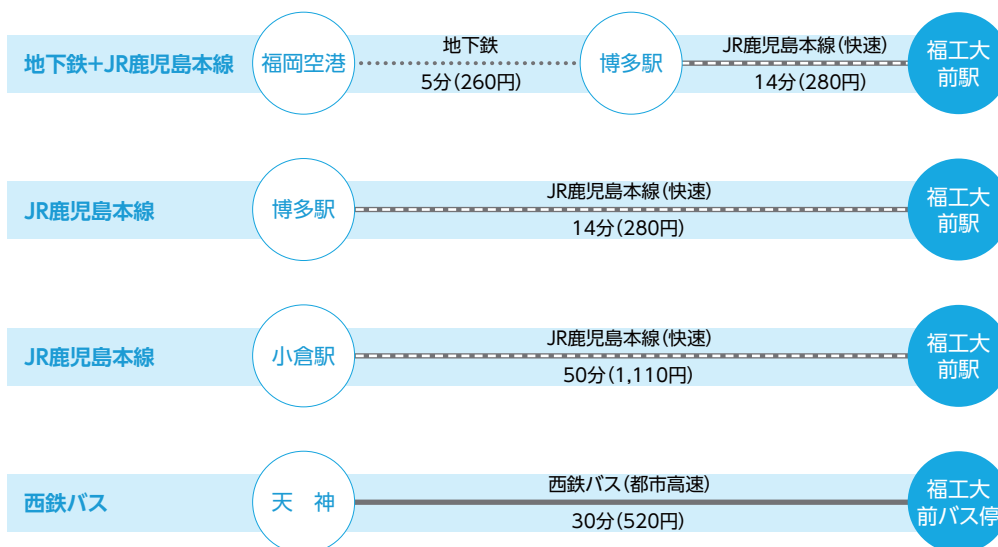 地下鉄+JR鹿児島本線
福岡空港
地下鉄
5分(260円)
博多駅
JR鹿児島本線(快速)
14分(280円)
福工大
前駅
JR鹿児島本線
博多駅
JR鹿児島本線(快速)
14分(280円)
福工大
前駅
JR鹿児島本線
小倉駅
JR鹿児島本線(快速)
50分(1,110円)
福工大
前駅
西鉄バス
天　神
西鉄バス(都市高速)
30分(520円)
福工大
前バス停